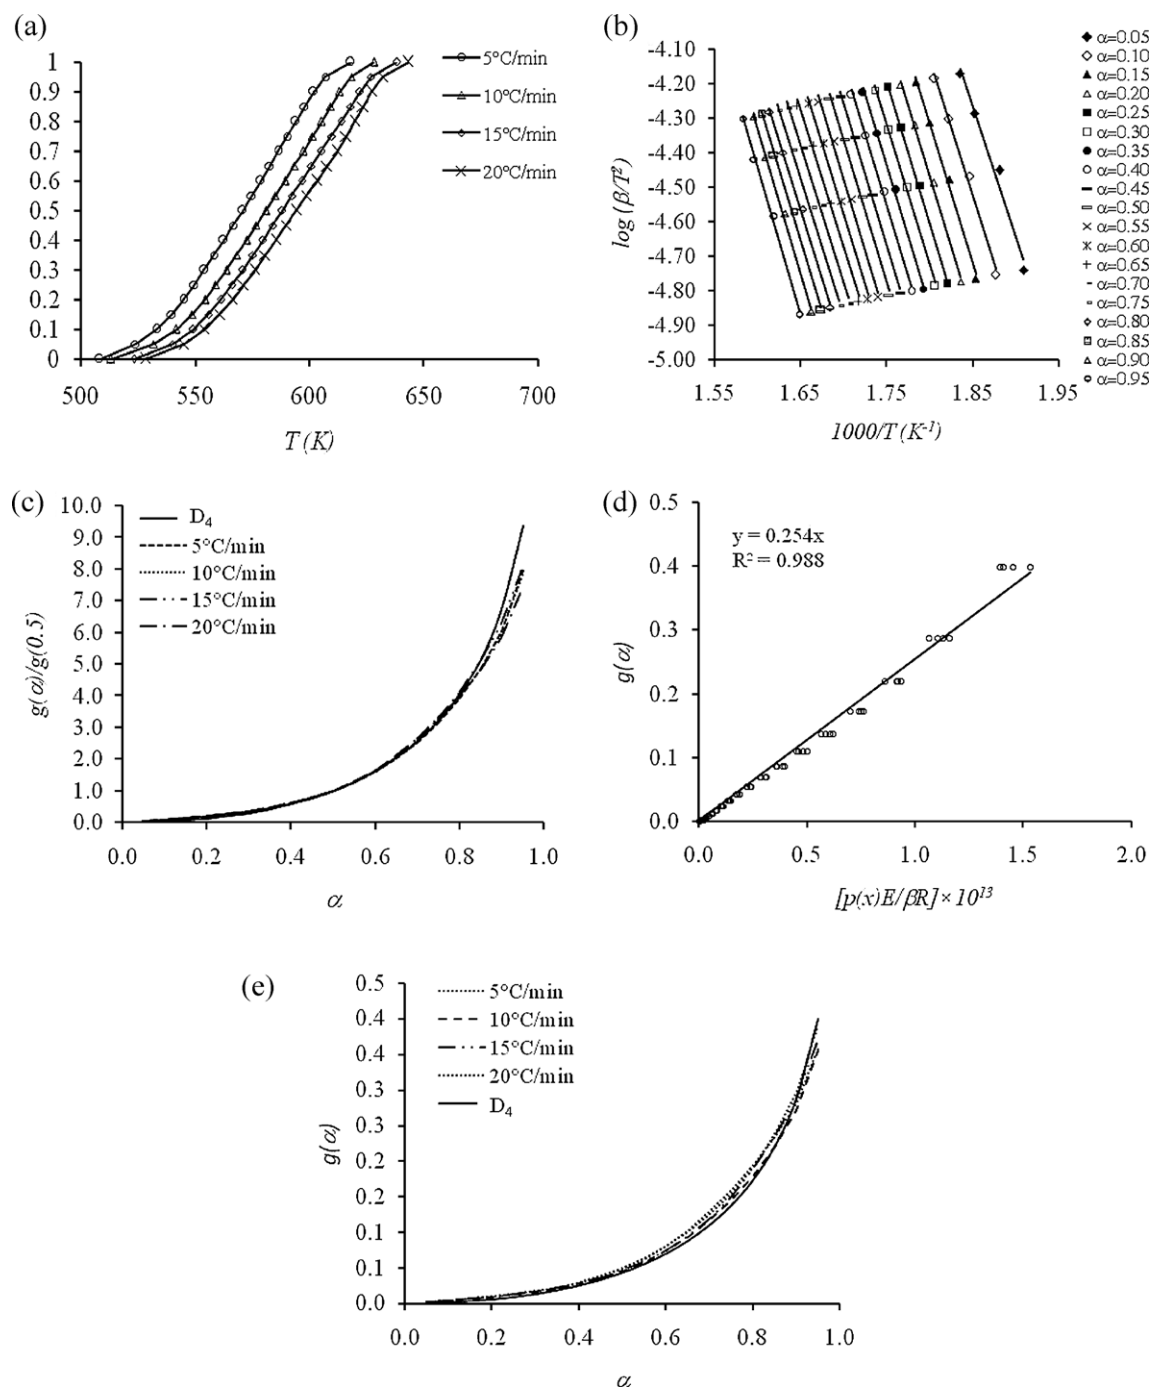 (a)
1
0.9
0.8
0.7
0.6
0.5
0.4
0.3
0.2
0.1
0
500
550
600
650
700
T (K)
5°C/min
10°C/min
15°C/min
20°C/min
(b)
-4.10
-4.20
-4.30
-4.40
-4.50
-4.60
-4.70
-4.80
-4.90
-5.00
log (β/T²)
1.55
1.65
1.75
1.85
1.95
1000/T (K⁻¹)
α=0.05
α=0.10
α=0.15
α=0.20
α=0.25
α=0.30
α=0.35
α=0.40
α=0.45
α=0.50
α=0.55
α=0.60
α=0.65
α=0.70
α=0.75
α=0.80
α=0.85
α=0.90
α=0.95
(c)
10.0
9.0
8.0
7.0
6.0
5.0
4.0
3.0
2.0
1.0
0.0
g(α)/g(0.5)
D₄
5°C/min
10°C/min
15°C/min
20°C/min
0.0
0.2
0.4
0.6
0.8
1.0
α
(d)
0.5
0.4
0.3
0.2
0.1
0.0
g(α)
y = 0.254x
R² = 0.988
0.0
0.5
1.0
1.5
2.0
[p(x)E/βR]×10¹³
(e)
0.5
0.4
0.4
0.3
0.3
0.2
0.2
0.1
0.1
0.0
g(α)
5°C/min
10°C/min
15°C/min
20°C/min
D₄
0.0
0.2
0.4
0.6
0.8
1.0
α